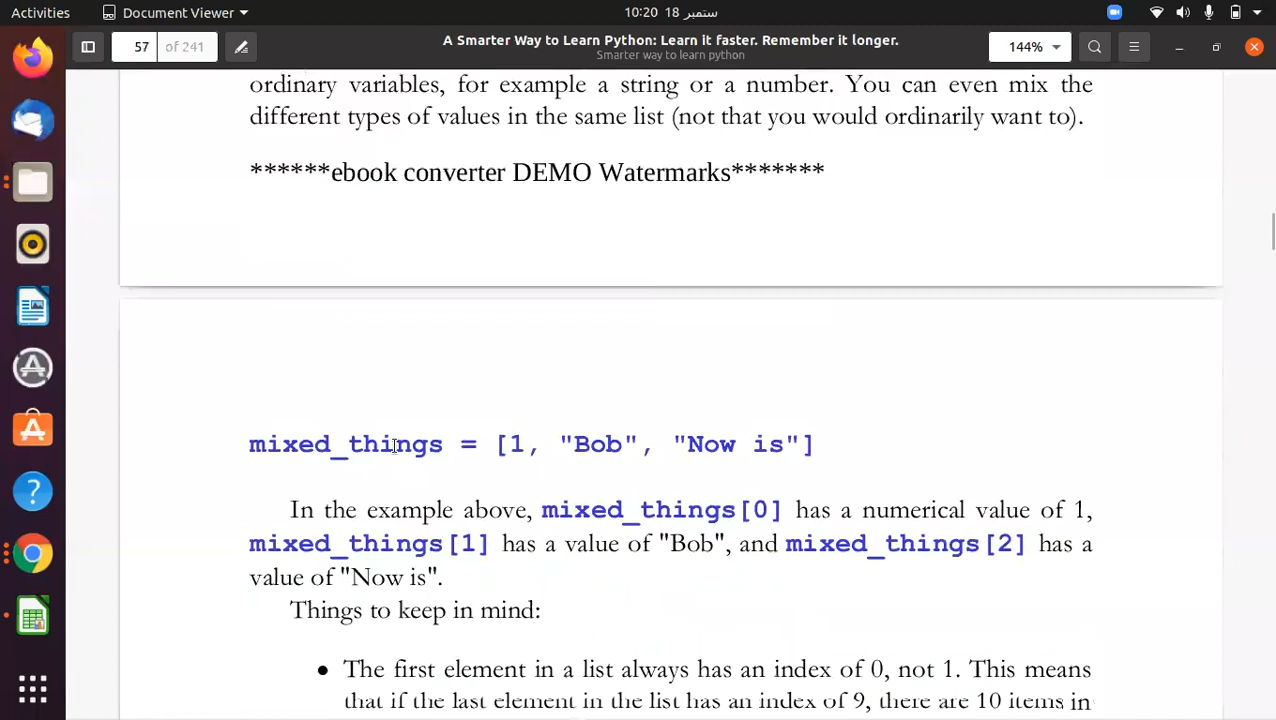 Activities Document Viewer 10:20 18 ستمبر
57 of 241 A Smarter Way to Learn Python: Learn it faster. Remember it longer. 144%
Smarter way to learn python
ordinary variables, for example a string or a number. You can even mix the
different types of values in the same list (not that you would ordinarily want to).
******ebook converter DEMO Watermarks*******
mixed_things = [1, "Bob", "Now is"]
In the example above, mixed_things[0] has a numerical value of 1,
mixed_things[1] has a value of "Bob", and mixed_things[2] has a
value of "Now is".
Things to keep in mind:
● The first element in a list always has an index of 0, not 1. This means
that if the last element in the list has an index of 9, there are 10 items in